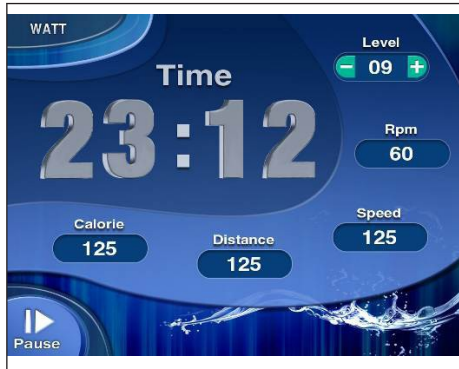 WATT
Level
- 09 +
Time
23:12
Rpm
60
Calorie
125
Distance
125
Speed
125
Pause